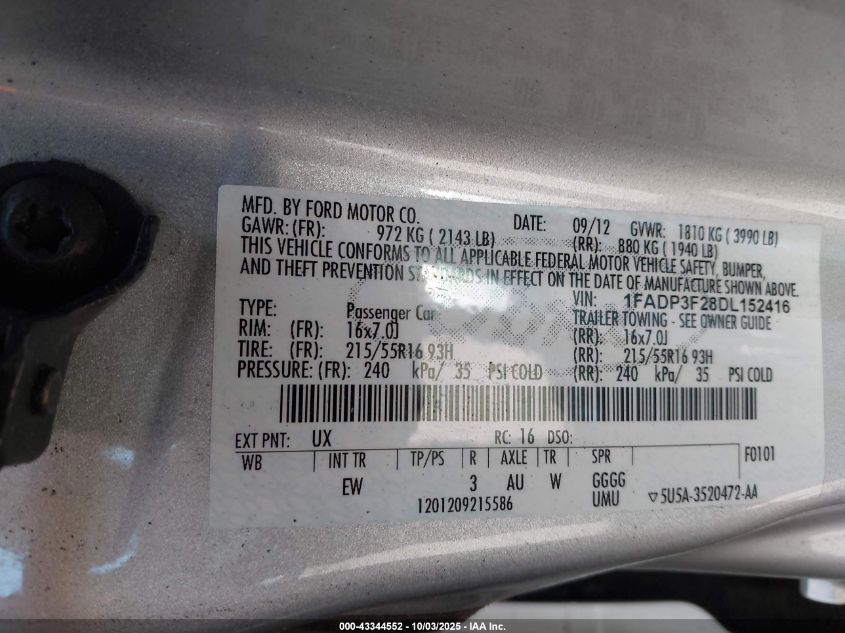 MFD. BY FORD MOTOR CO. DATE: 09/12 GVWR: 1810 KG ( 3990 LB)
GAWR: (FR): 972 KG ( 2143 LB) (RR): 880 KG ( 1940 LB)
THIS VEHICLE CONFORMS TO ALL APPLICABLE FEDERAL MOTOR VEHICLE SAFETY, BUMPER,
AND THEFT PREVENTION STANDARDS IN EFFECT ON THE DATE OF MANUFACTURE SHOWN ABOVE.
VIN: 1FADP3F28DL152416
TYPE: Passenger Car TRAILER TOWING - SEE OWNER GUIDE
RIM: (FR): 16x7.0J (RR): 16x7.0J
TIRE: (FR): 215/55R16 93H (RR): 215/55R16 93H
PRESSURE: (FR): 240 kPa/ 35 PSI COLD (RR): 240 kPa/ 35 PSI COLD
EXT PNT: UX RC: 16 DSO:
WB INT TR TP/PS R AXLE TR SPR F0101
EW 3 AU W GGGG
1201209215586 UMU ▽5U5A-3520472-AA
000-43344552 - 10/03/2025 - IAA Inc.